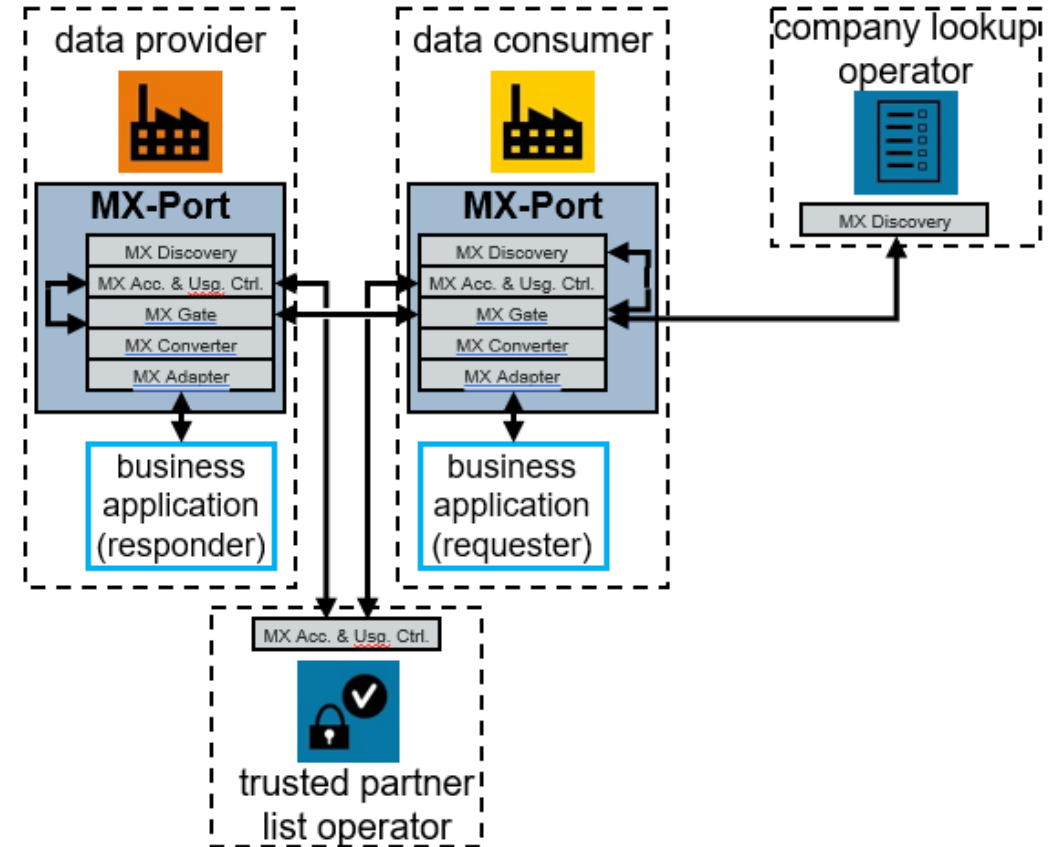 data provider
MX-Port
MX Discovery
MX Acc. & Usg. Ctrl.
MX Gate
MX Converter
MX Adapter
business
application
(responder)
data consumer
MX-Port
MX Discovery
MX Acc. & Usg. Ctrl.
MX Gate
MX Converter
MX Adapter
business
application
(requester)
company lookup
operator
MX Discovery
MX Acc. & Usg. Ctrl.
trusted partner
list operator